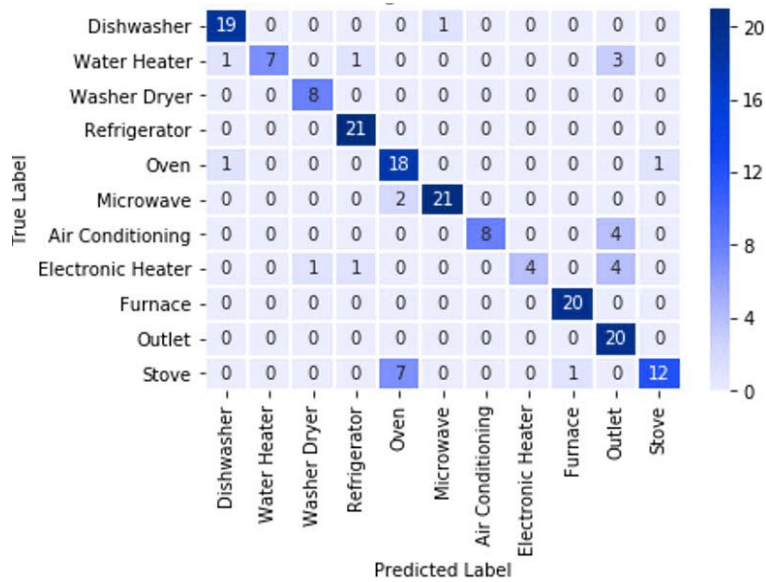 Dishwasher 19 0 0 0 0 1 0 0 0 0 0
Water Heater 1 7 0 1 0 0 0 0 0 3 0
Washer Dryer 0 0 8 0 0 0 0 0 0 0 0
Refrigerator 0 0 0 21 0 0 0 0 0 0 0
Oven 1 0 0 0 18 0 0 0 0 0 1
Microwave 0 0 0 0 2 21 0 0 0 0 0
Air Conditioning 0 0 0 0 0 0 8 0 0 4 0
Electronic Heater 0 0 1 1 0 0 0 4 0 4 0
Furnace 0 0 0 0 0 0 0 0 20 0 0
Outlet 0 0 0 0 0 0 0 0 0 20 0
Stove 0 0 0 0 7 0 0 0 1 0 12
True Label
Dishwasher
Water Heater
Washer Dryer
Refrigerator
Oven
Microwave
Air Conditioning
Electronic Heater
Furnace
Outlet
Stove
Predicted Label
20
16
12
8
4
0